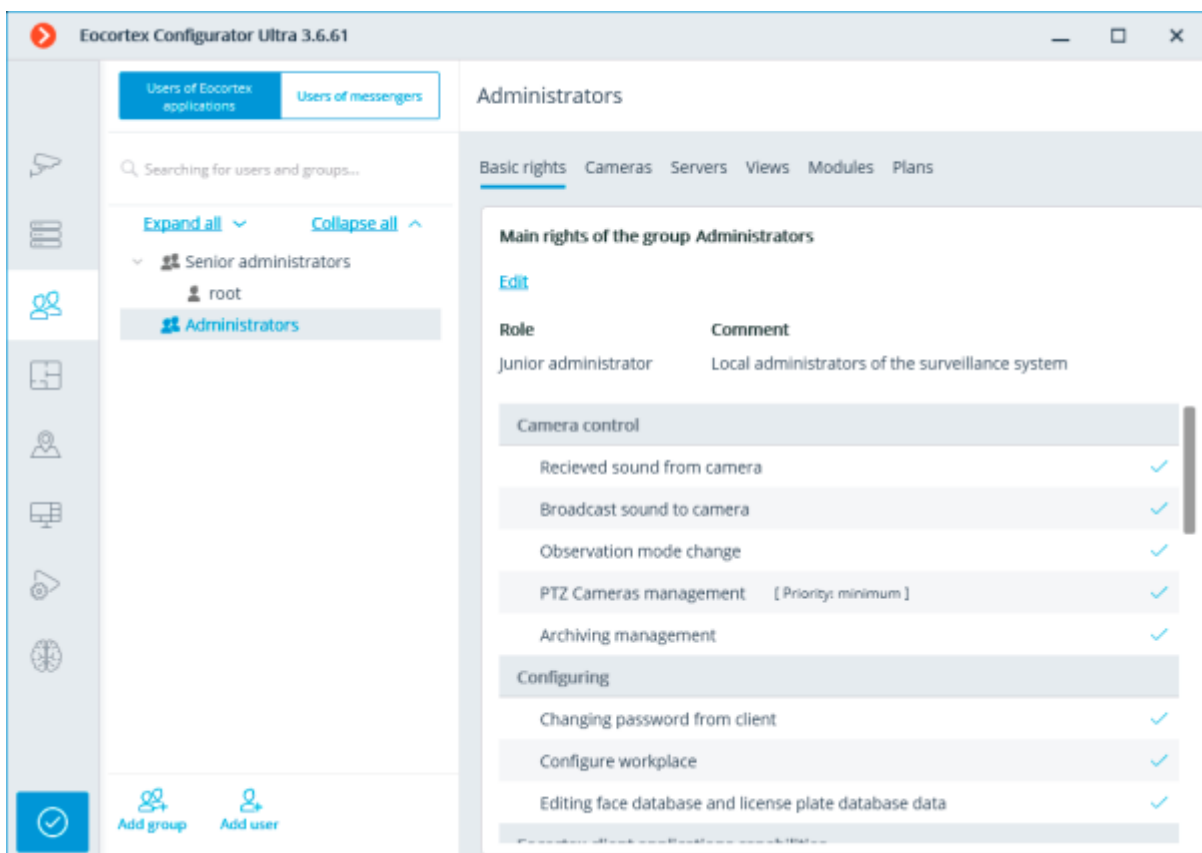 Eocortex Configurator Ultra 3.6.61
Users of Eocortex
applications
Users of messengers
Searching for users and groups...
Expand all
Collapse all
Senior administrators
root
Administrators
Add group
Add user
Administrators
Basic rights Cameras Servers Views Modules Plans
Main rights of the group Administrators
Edit
Role Comment
Junior administrator Local administrators of the surveillance system
Camera control
Recieved sound from camera
Broadcast sound to camera
Observation mode change
PTZ Cameras management [ Priority: minimum ]
Archiving management
Configuring
Changing password from client
Configure workplace
Editing face database and license plate database data
Eocortex client applications capabilities